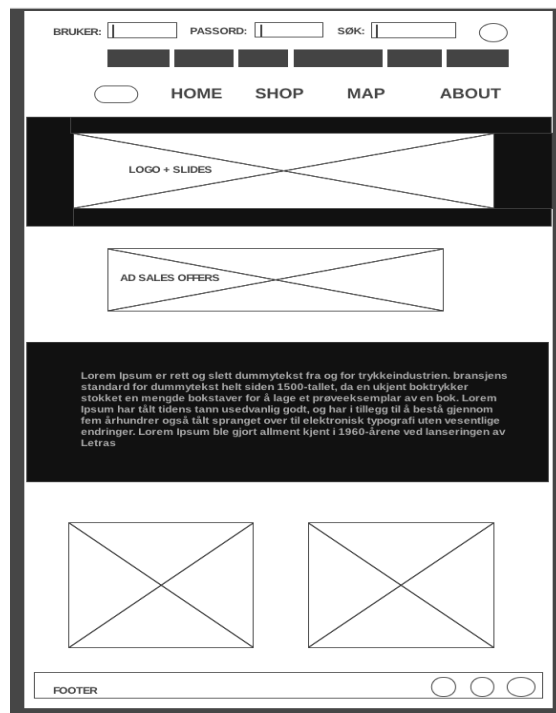 BRUKER: PASSORD: SØK:
HOME SHOP MAP ABOUT
LOGO + SLIDES
AD SALES OFFERS
Lorem Ipsum er rett og slett dummytekst fra og for trykkeindustrien. bransjens
standard for dummytekst helt siden 1500-tallet, da en ukjent boktrykker
stokket en mengde bokstaver for å lage et prøveeksemplar av en bok. Lorem
Ipsum har tålt tidens tann usedvanlig godt, og har i tillegg til å bestå gjennom
fem århundrer også tålt spranget over til elektronisk typografi uten vesentlige
endringer. Lorem Ipsum ble gjort allment kjent i 1960-årene ved lanseringen av
Letras
FOOTER